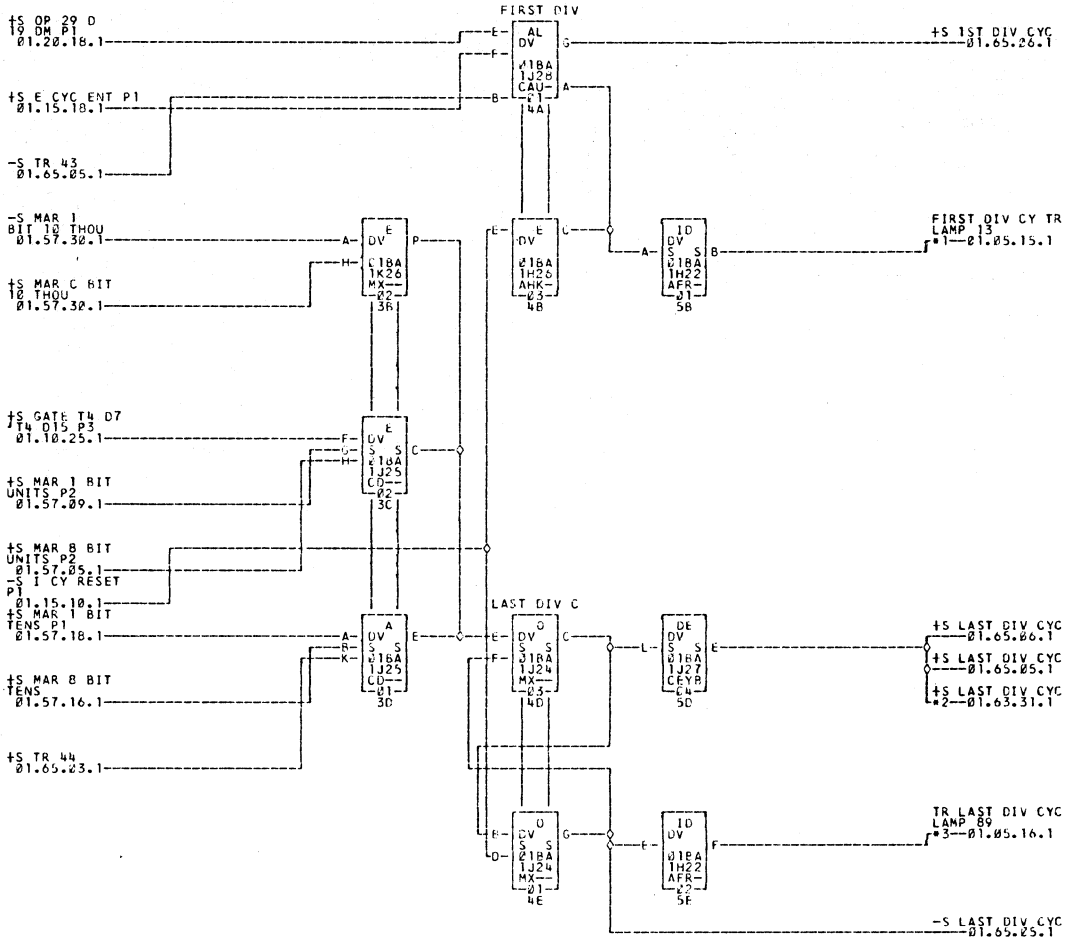 FIRST DIV
+S OP 29 D
19 DM P1
01.20.18.1
E
AL
DV
G
+S 1ST DIV CYC
01.65.26.1
F
01BA
1J28
CAU-
A
+S E CYC ENT P1
01.15.18.1
B
01
4A
-S TR 43
01.65.05.1
-S MAR 1
BIT 10 THOU
01.57.30.1
A
E
DV
P
01BA
1K26
MX--
02
3B
H
+S MAR C BIT
10 THOU
01.57.30.1
E
E
DV
C
01BA
1H26
AHK-
03
4B
A
ID
DV
S S
B
01BA
1H22
AFR-
01
5B
FIRST DIV CY TR
LAMP 13
*1--01.05.15.1
+S GATE T4 D7
T4 D15 P3
01.10.25.1
F
G
H
E
DV
S S
C
01BA
1J25
CD--
02
3C
+S MAR 1 BIT
UNITS P2
01.57.09.1
+S MAR 8 BIT
UNITS P2
01.57.05.1
-S I CY RESET
P1
01.15.10.1
+S MAR 1 BIT
TENS P1
01.57.18.1
A
B
K
A
DV
S S
E
01BA
1J25
CD--
01
3D
+S MAR 8 BIT
TENS
01.57.16.1
+S TR 44
01.65.03.1
LAST DIV C
E
F
O
DV
S S
C
01BA
1J24
MX--
03
4D
L
DE
DV
S S
E
01BA
1J27
CEYB
C4
5D
+S LAST DIV CYC
01.65.06.1
+S LAST DIV CYC
01.65.05.1
+S LAST DIV CYC
*2--01.63.31.1
B
D
O
DV
S S
G
01BA
1J24
MX--
01
4E
E
ID
DV
F
01BA
1H22
AFR-
02
5E
TR LAST DIV CYC
LAMP 89
*3--01.05.16.1
-S LAST DIV CYC
01.65.05.1